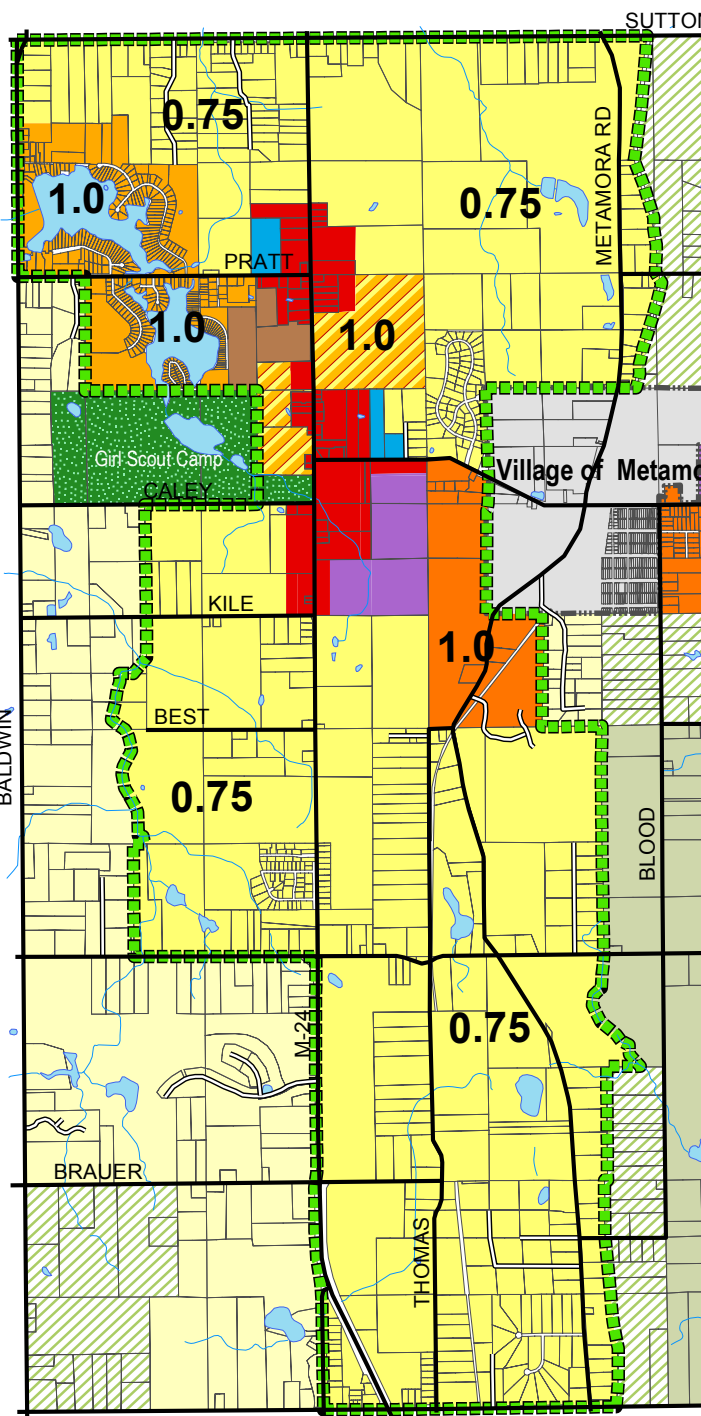 SUTTON
0.75
METAMORA RD
1.0
0.75
PRATT
1.0
1.0
Girl Scout Camp
Village of Metamo
CALEY
KILE
1.0
BEST
BALDWIN
0.75
BLOOD
M-24
0.75
BRAUER
THOMAS